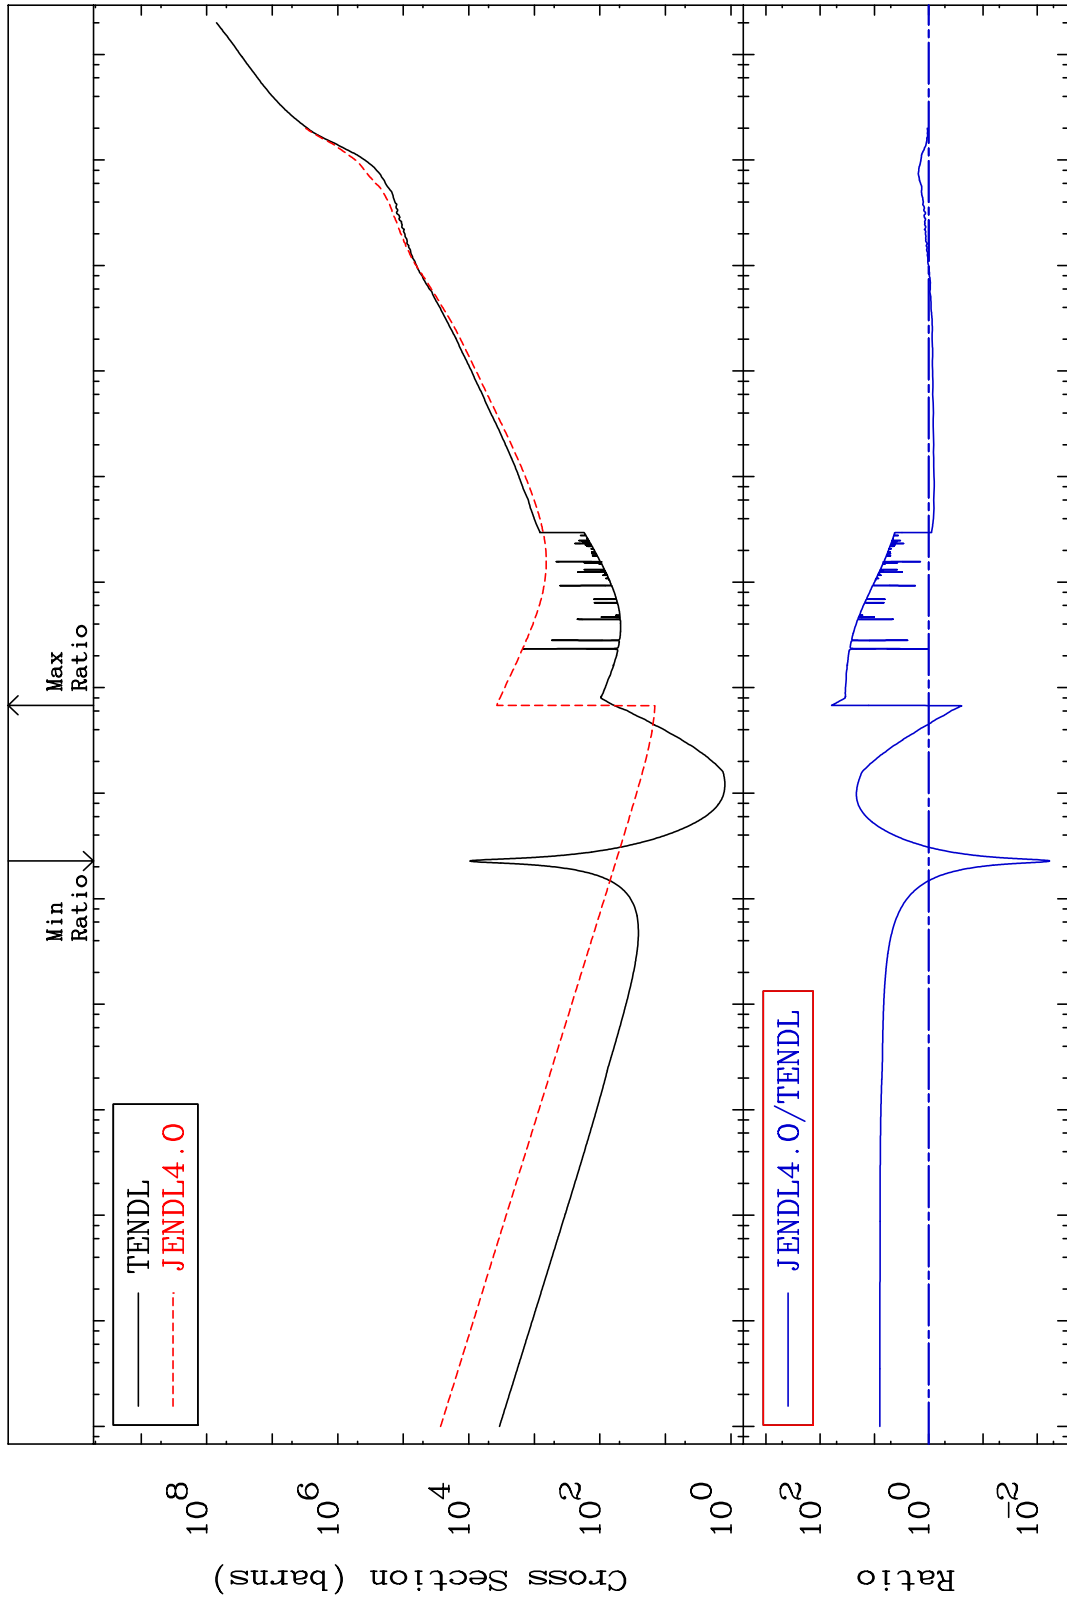 Min
Ratio
Max
Ratio
TENDL
JENDL4.0
10^8
10^6
10^4
10^2
10^0
Cross Section (barns)
JENDL4.0/TENDL
10^2
10^0
10^-2
Ratio